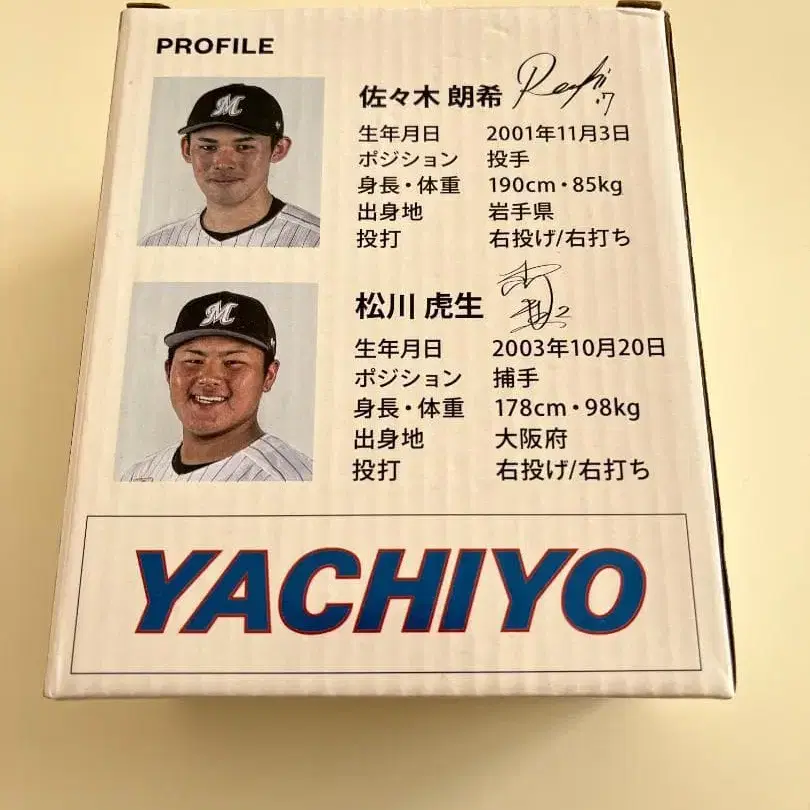 PROFILE
佐々木 朗希
生年月日 2001年11月3日
ポジション 投手
身長・体重 190cm・85kg
出身地 岩手県
投打 右投げ/右打ち
松川 虎生
生年月日 2003年10月20日
ポジション 捕手
身長・体重 178cm・98kg
出身地 大阪府
投打 右投げ/右打ち
YACHIYO